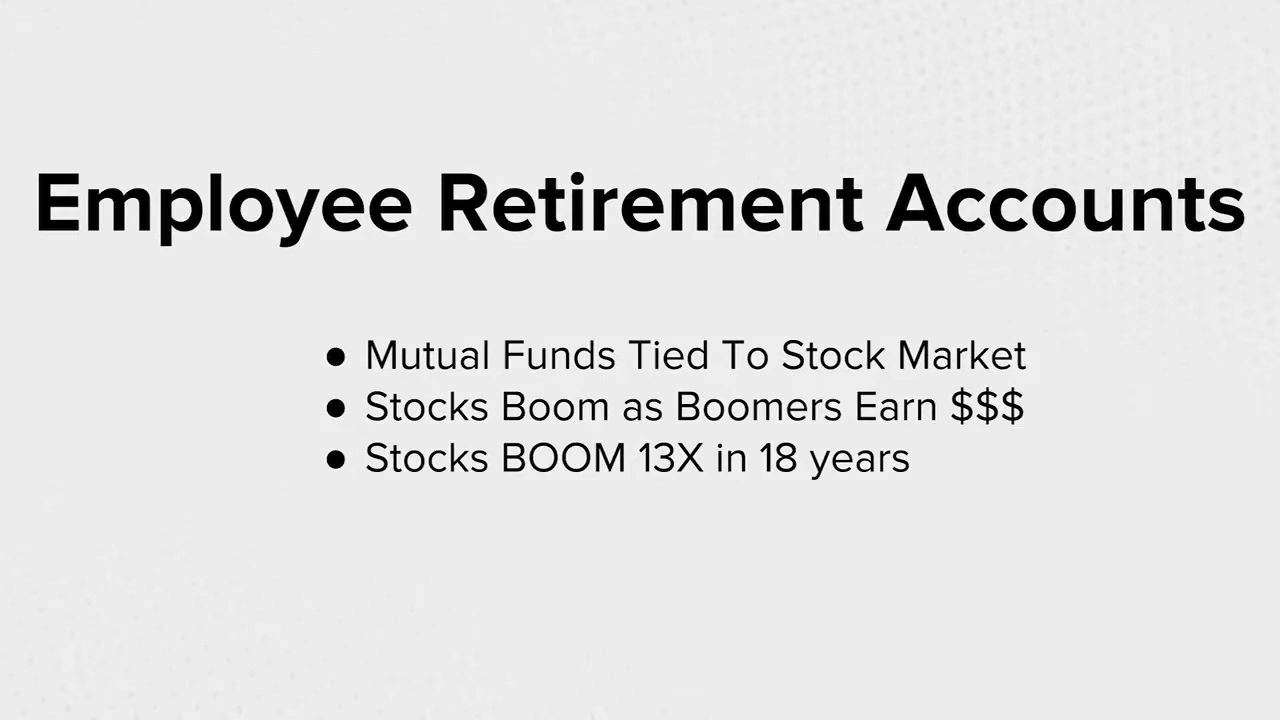 Employee Retirement Accounts
● Mutual Funds Tied To Stock Market
● Stocks Boom as Boomers Earn $$$
● Stocks BOOM 13X in 18 years